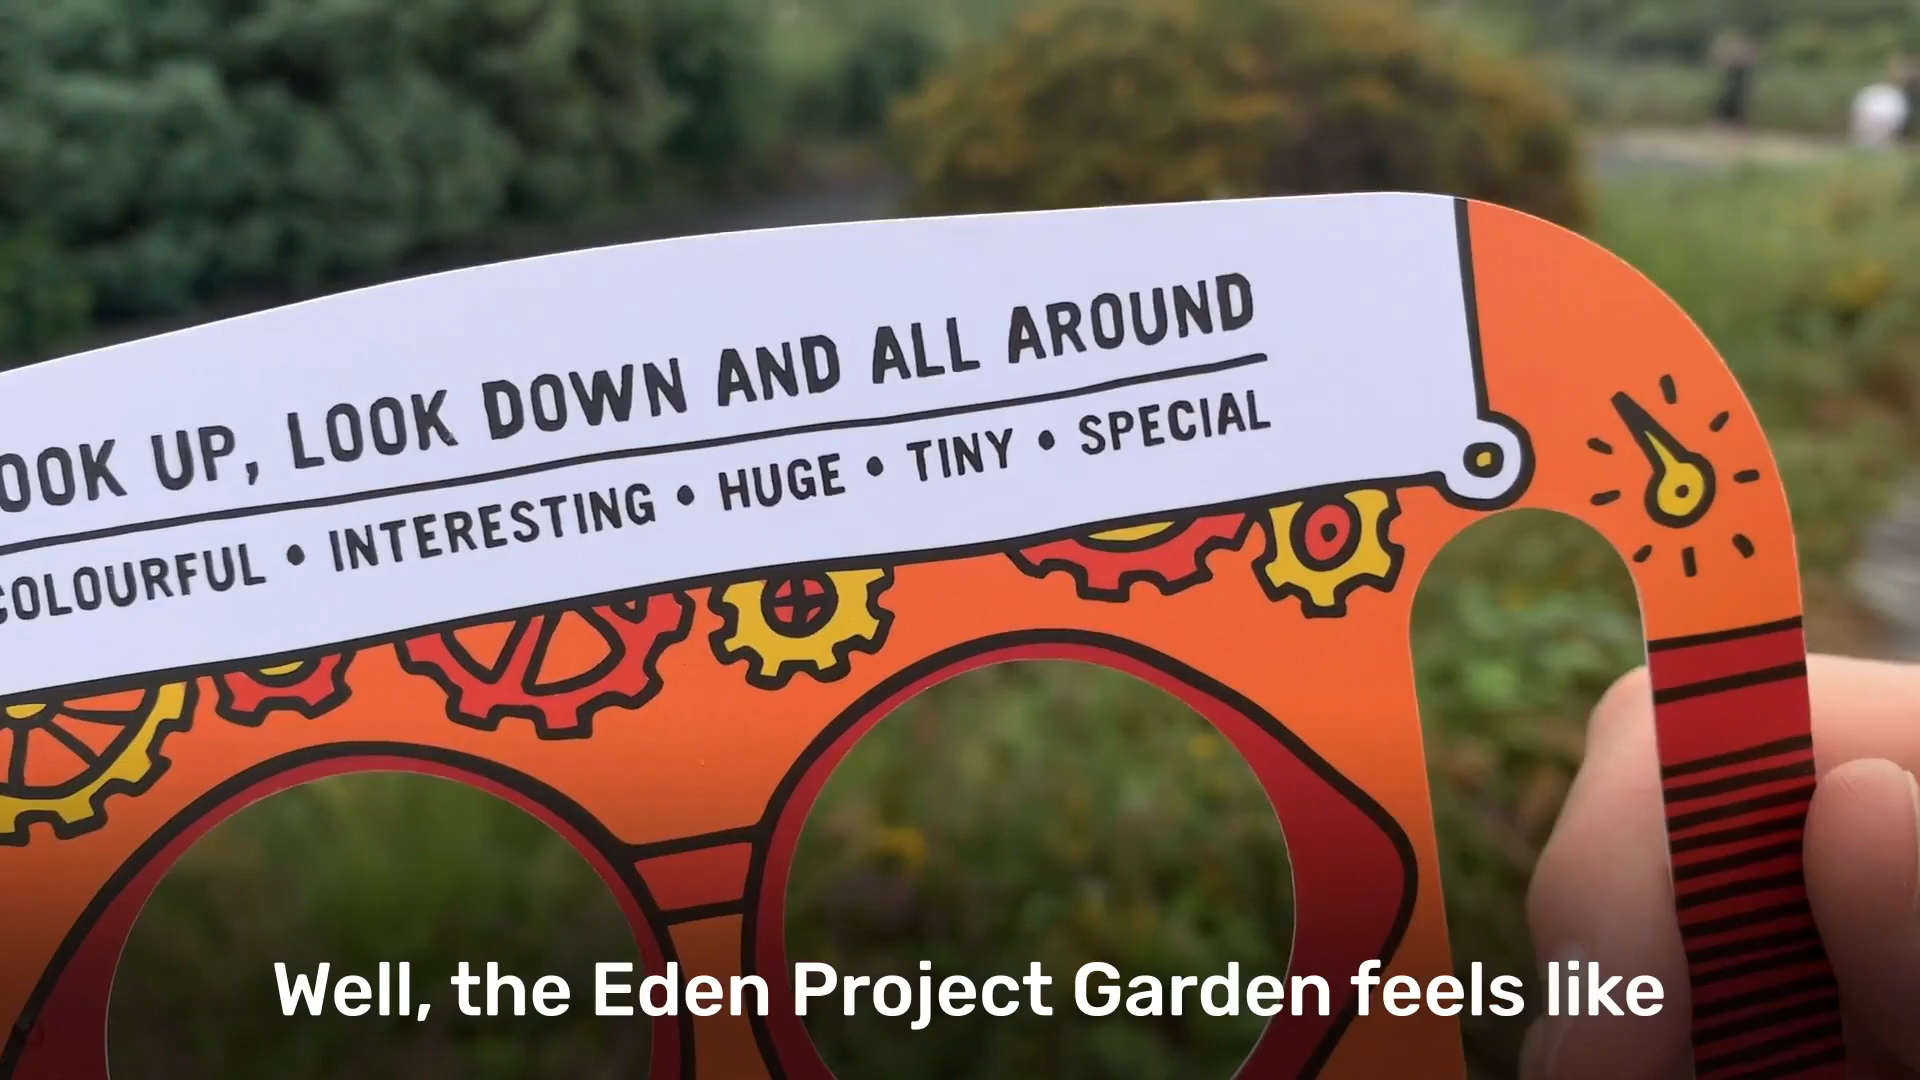 OOK UP, LOOK DOWN AND ALL AROUND
COLOURFUL • INTERESTING • HUGE • TINY • SPECIAL
Well, the Eden Project Garden feels like